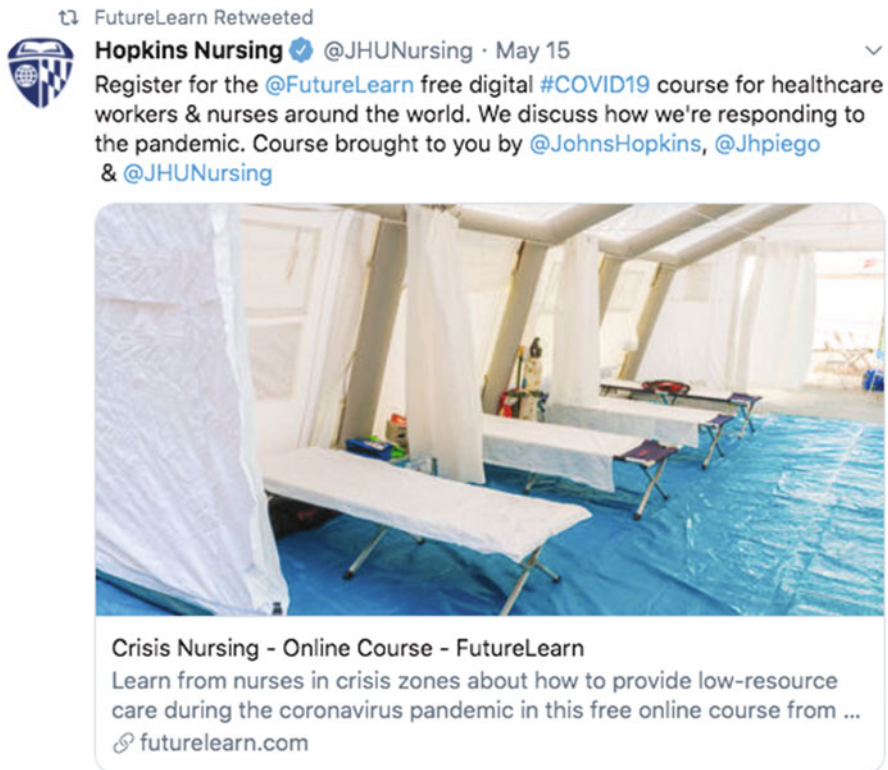 FutureLearn Retweeted
Hopkins Nursing @JHUNursing · May 15
Register for the @FutureLearn free digital #COVID19 course for healthcare
workers & nurses around the world. We discuss how we're responding to
the pandemic. Course brought to you by @JohnsHopkins, @Jhpiego
& @JHUNursing
Crisis Nursing - Online Course - FutureLearn
Learn from nurses in crisis zones about how to provide low-resource
care during the coronavirus pandemic in this free online course from ...
futurelearn.com